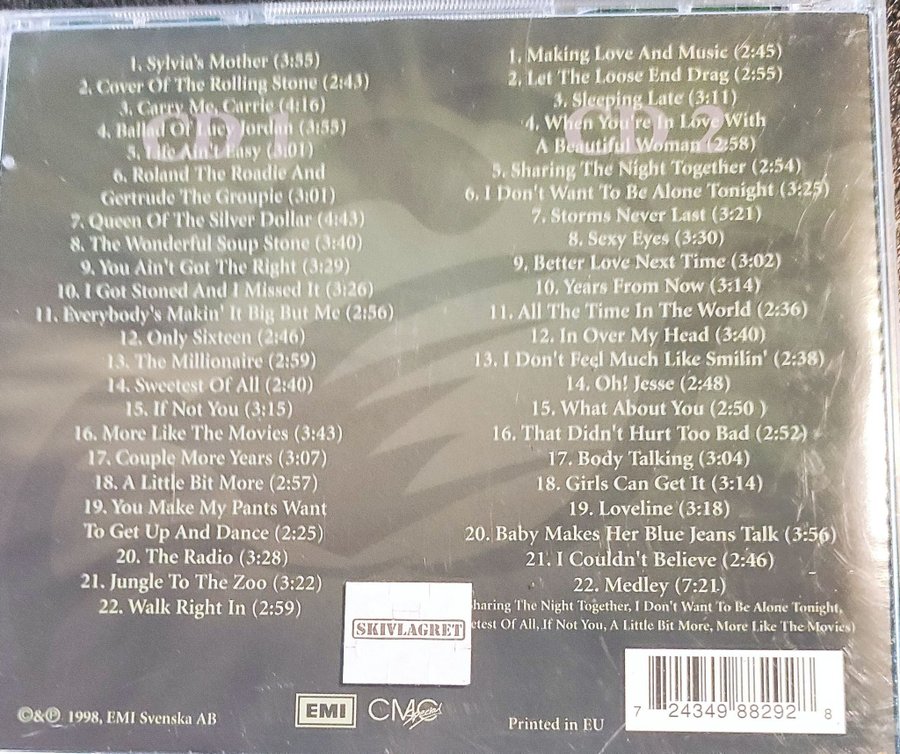 CD 1
1. Sylvia's Mother (3:55)
2. Cover Of The Rolling Stone (2:43)
3. Carry Me, Carrie (4:16)
4. Ballad Of Lucy Jordan (3:55)
5. Life Ain't Easy (3:01)
6. Roland The Roadie And
Gertrude The Groupie (3:01)
7. Queen Of The Silver Dollar (4:43)
8. The Wonderful Soup Stone (3:40)
9. You Ain't Got The Right (3:29)
10. I Got Stoned And I Missed It (3:26)
11. Everybody's Makin' It Big But Me (2:56)
12. Only Sixteen (2:46)
13. The Millionaire (2:59)
14. Sweetest Of All (2:40)
15. If Not You (3:15)
16. More Like The Movies (3:43)
17. Couple More Years (3:07)
18. A Little Bit More (2:57)
19. You Make My Pants Want
To Get Up And Dance (2:25)
20. The Radio (3:28)
21. Jungle To The Zoo (3:22)
22. Walk Right In (2:59)
CD 2
1. Making Love And Music (2:45)
2. Let The Loose End Drag (2:55)
3. Sleeping Late (3:11)
4. When You're In Love With
A Beautiful Woman (2:58)
5. Sharing The Night Together (2:54)
6. I Don't Want To Be Alone Tonight (3:25)
7. Storms Never Last (3:21)
8. Sexy Eyes (3:30)
9. Better Love Next Time (3:02)
10. Years From Now (3:14)
11. All The Time In The World (2:36)
12. In Over My Head (3:40)
13. I Don't Feel Much Like Smilin' (2:38)
14. Oh! Jesse (2:48)
15. What About You (2:50 )
16. That Didn't Hurt Too Bad (2:52)
17. Body Talking (3:04)
18. Girls Can Get It (3:14)
19. Loveline (3:18)
20. Baby Makes Her Blue Jeans Talk (3:56)
21. I Couldn't Believe (2:46)
22. Medley (7:21)
haring The Night Together, I Don't Want To Be Alone Tonight,
etest Of All, If Not You, A Little Bit More, More Like The Movies)
SKIVLAGRET
©&℗ 1998, EMI Svenska AB
EMI
CMC Special
Printed in EU
7 24349 88292 8